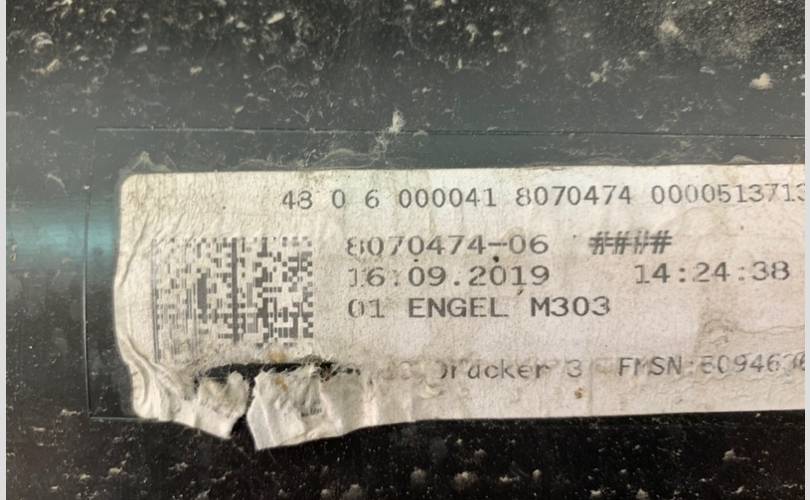 48 0 6 000041 8070474 000051371
8070474-06 ####
16.09.2019 14:24:38
01 ENGEL M303
Drucker 3